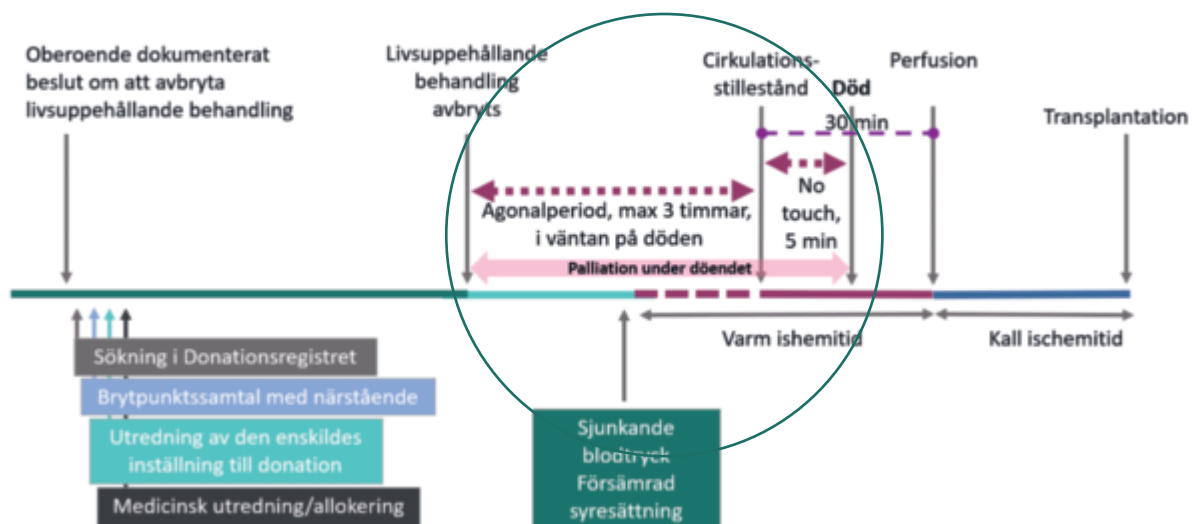 Oberoende dokumenterat
beslut om att avbryta
livsuppehållande behandling
Livsuppehållande
behandling
avbryts
Cirkulations-
stillestånd
Död
Perfusion
30 min
Transplantation
No
touch,
5 min
Agonalperiod, max 3 timmar,
i väntan på döden
Palliation under döendet
Varm ishemitid
Kall ischemitid
Sökning i Donationsregistret
Brytpunktssamtal med närstående
Utredning av den enskildes
inställning till donation
Medicinsk utredning/allokering
Sjunkande
blodtryck
Försämrad
syresättning